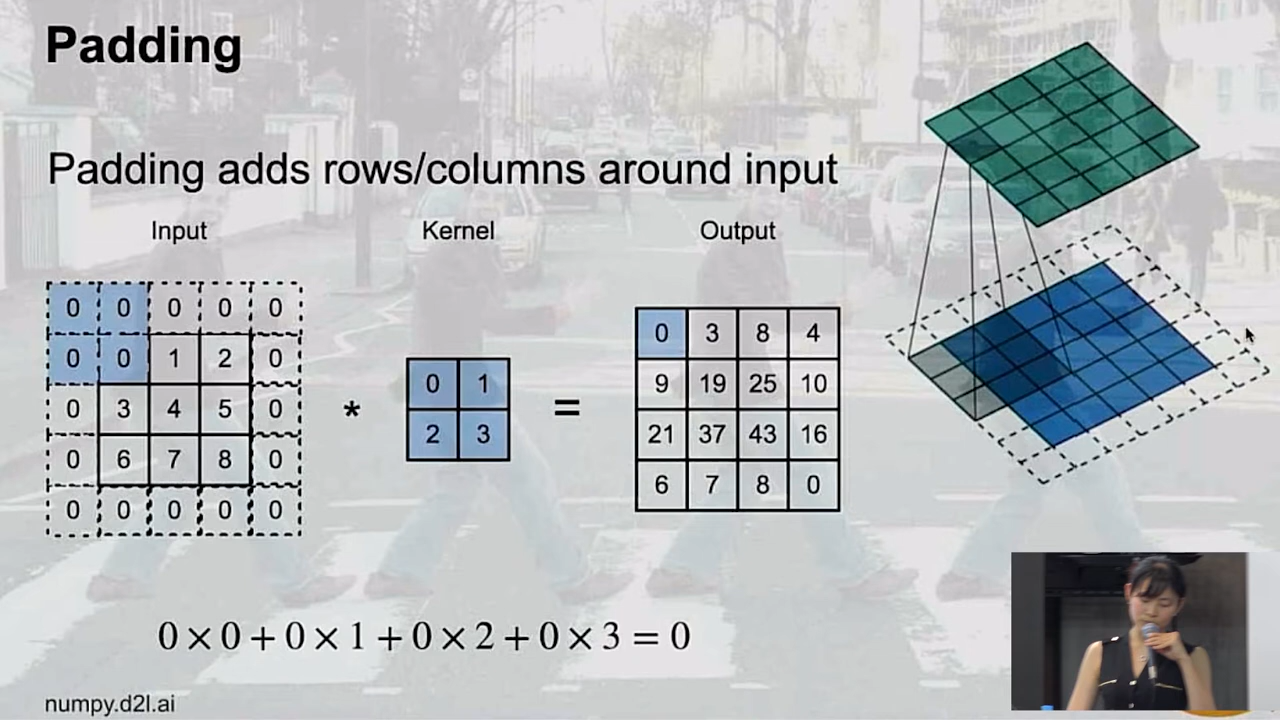 Padding
Padding adds rows/columns around input
Input Kernel Output
0 0 0 0 0
0 0 1 2 0
0 3 4 5 0
0 6 7 8 0
0 0 0 0 0
*
0 1
2 3
=
0 3 8 4
9 19 25 10
21 37 43 16
6 7 8 0
0 × 0 + 0 × 1 + 0 × 2 + 0 × 3 = 0
numpy.d2l.ai